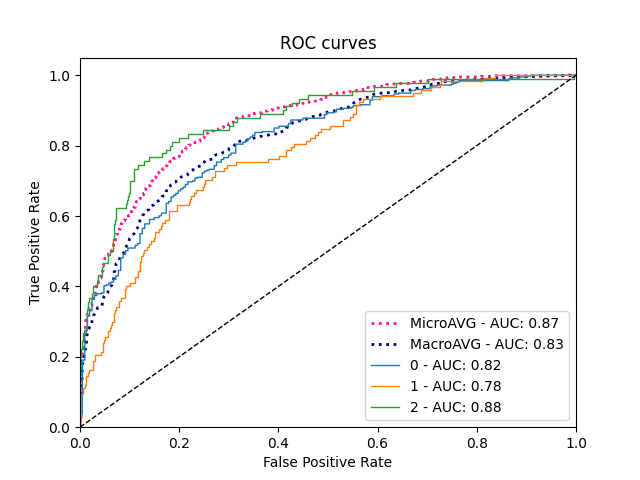 ROC curves
True Positive Rate
1.0
0.8
0.6
0.4
0.2
0.0
MicroAVG - AUC: 0.87
MacroAVG - AUC: 0.83
0 - AUC: 0.82
1 - AUC: 0.78
2 - AUC: 0.88
0.0 0.2 0.4 0.6 0.8 1.0
False Positive Rate